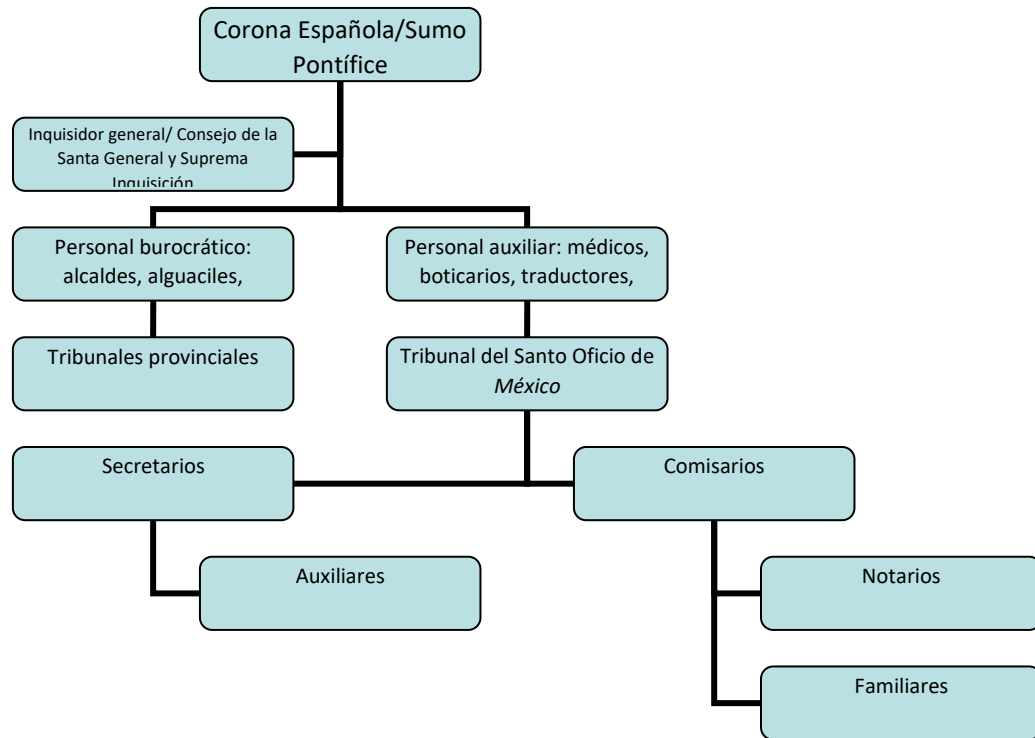 Corona Española/Sumo
Pontífice
Inquisidor general/ Consejo de la
Santa General y Suprema
Inquisición
Personal burocrático:
alcaldes, alguaciles,
Personal auxiliar: médicos,
boticarios, traductores,
Tribunales provinciales
Tribunal del Santo Oficio de
México
Secretarios
Comisarios
Auxiliares
Notarios
Familiares